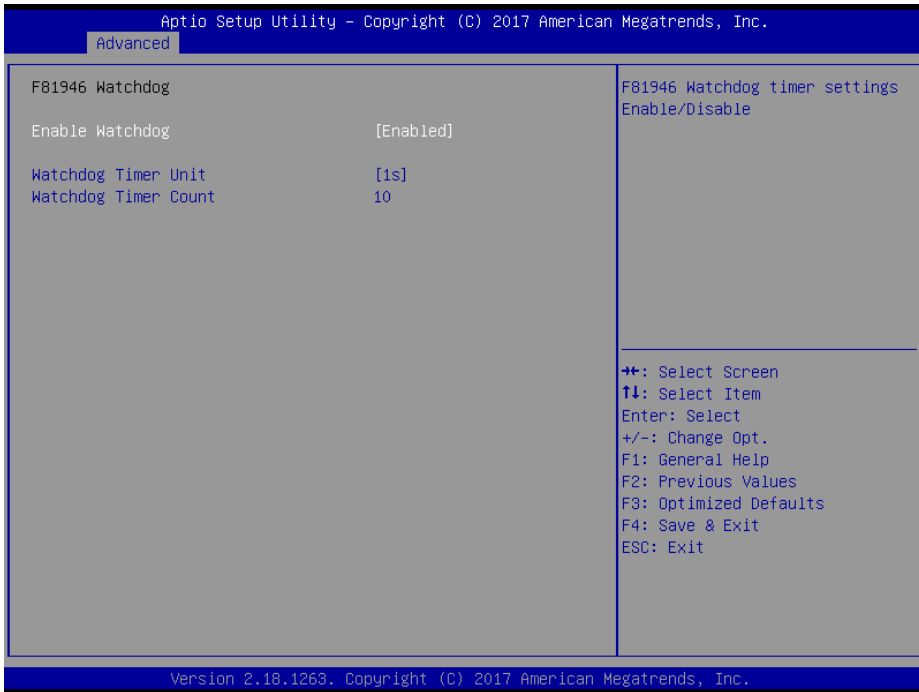 Aptio Setup Utility – Copyright (C) 2017 American Megatrends, Inc.
Advanced
F81946 Watchdog
Enable Watchdog [Enabled]
Watchdog Timer Unit [1s]
Watchdog Timer Count 10
F81946 Watchdog timer settings
Enable/Disable
→←: Select Screen
↑↓: Select Item
Enter: Select
+/-: Change Opt.
F1: General Help
F2: Previous Values
F3: Optimized Defaults
F4: Save & Exit
ESC: Exit
Version 2.18.1263. Copyright (C) 2017 American Megatrends, Inc.